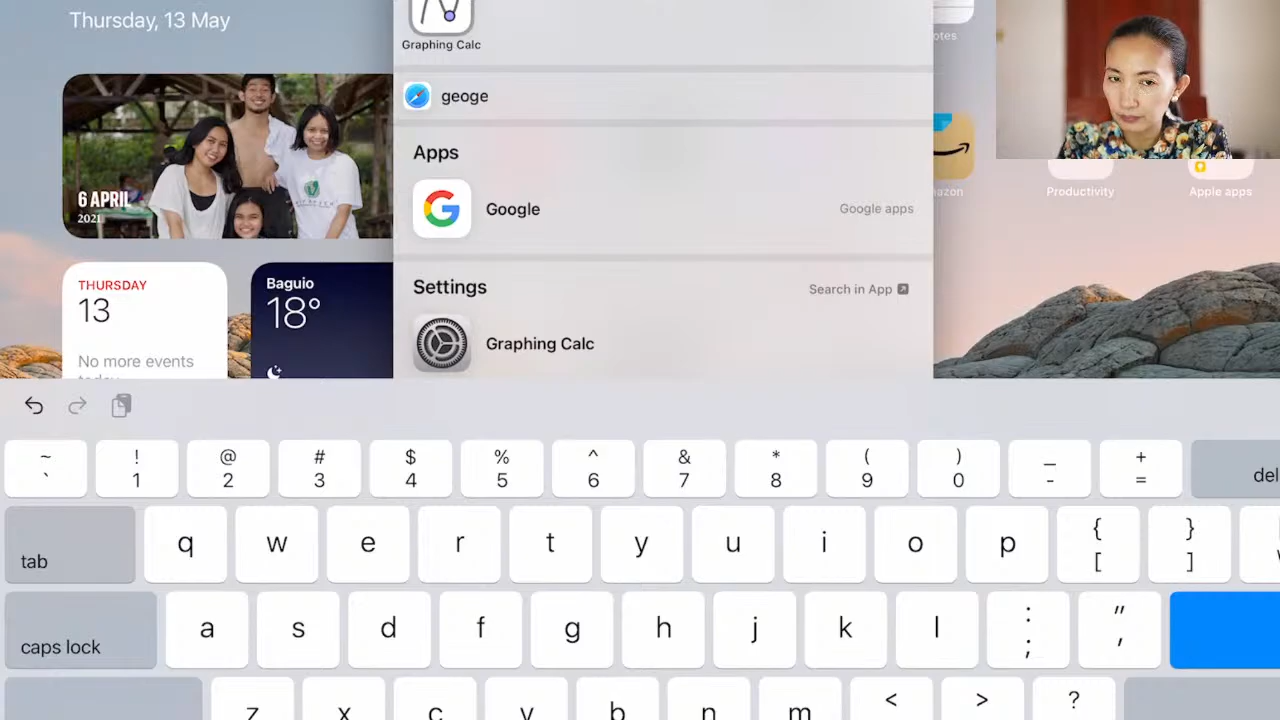 Thursday, 13 May
Graphing Calc
geoge
Apps
Google
Google apps
Settings
Search in App
Graphing Calc
6 APRIL
2021
THURSDAY
13
No more events
today
Baguio
18°
Productivity
Apple apps
~ ! @ # $ % ^ & * ( ) _ +
` 1 2 3 4 5 6 7 8 9 0 - =
del
tab
q w e r t y u i o p { }
[ ]
caps lock
a s d f g h j k l : "
; '
z x c v b n m < > ?